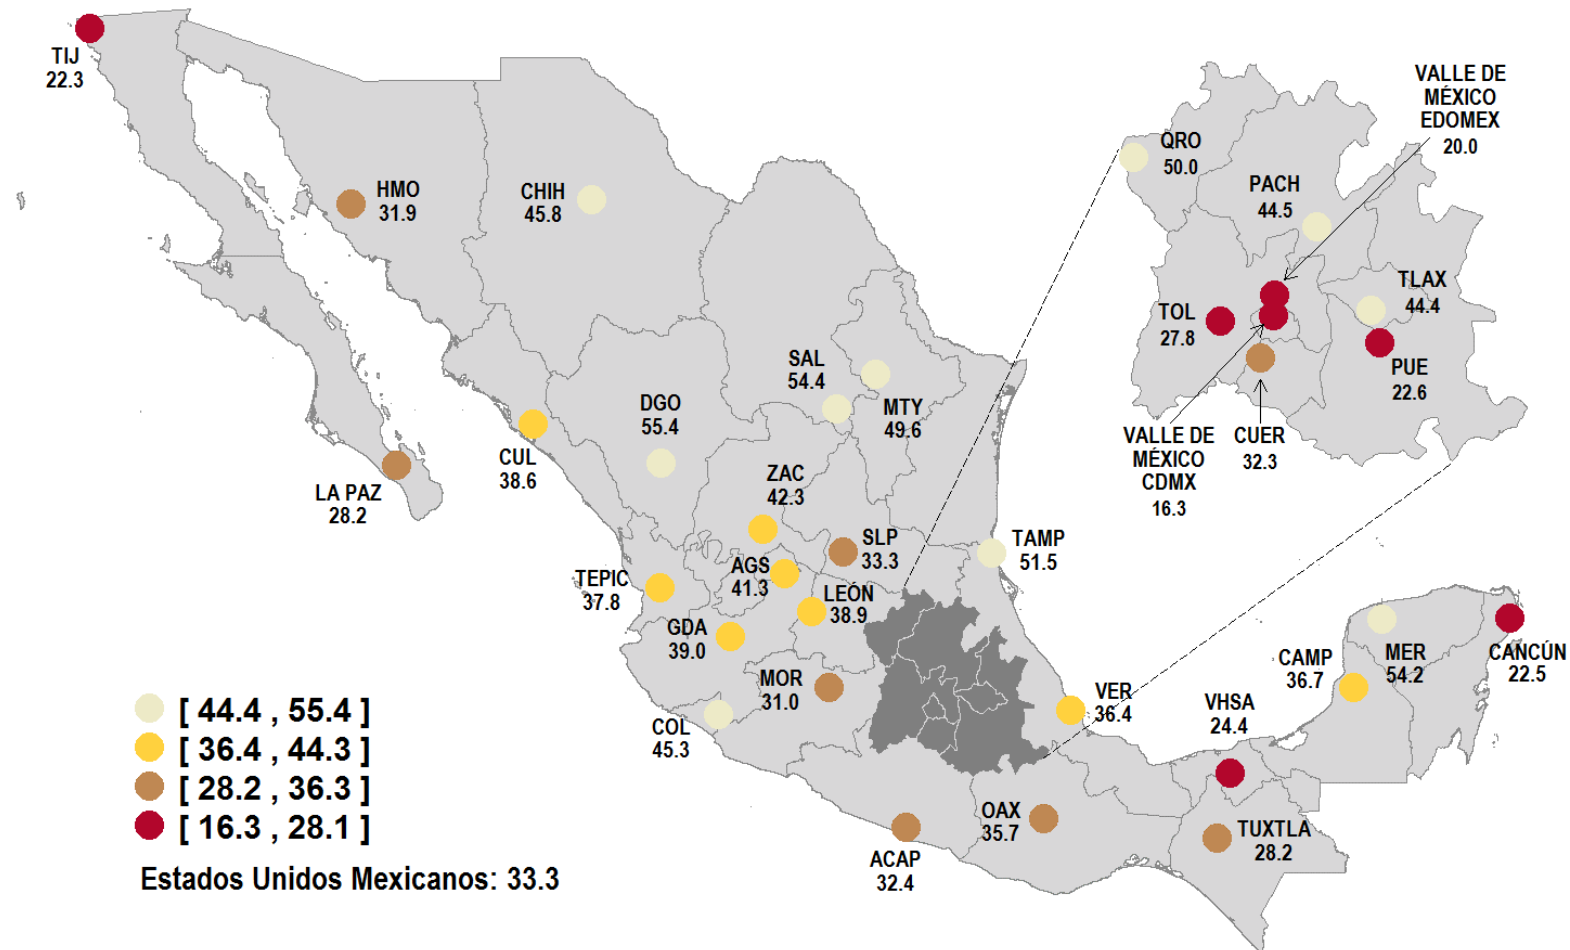 TIJ
22.3
HMO
31.9
CHIH
45.8
LA PAZ
28.2
CUL
38.6
DGO
55.4
SAL
54.4
MTY
49.6
ZAC
42.3
SLP
33.3
TAMP
51.5
TEPIC
37.8
AGS
41.3
LEÓN
38.9
GDA
39.0
MOR
31.0
COL
45.3
VER
36.4
ACAP
32.4
OAX
35.7
VHSA
24.4
TUXTLA
28.2
CAMP
36.7
MER
54.2
CANCÚN
22.5
VALLE DE
MÉXICO
EDOMEX
20.0
QRO
50.0
PACH
44.5
TLAX
44.4
TOL
27.8
PUE
22.6
VALLE DE
MÉXICO
CDMX
16.3
CUER
32.3
[ 44.4 , 55.4 ]
[ 36.4 , 44.3 ]
[ 28.2 , 36.3 ]
[ 16.3 , 28.1 ]
Estados Unidos Mexicanos: 33.3